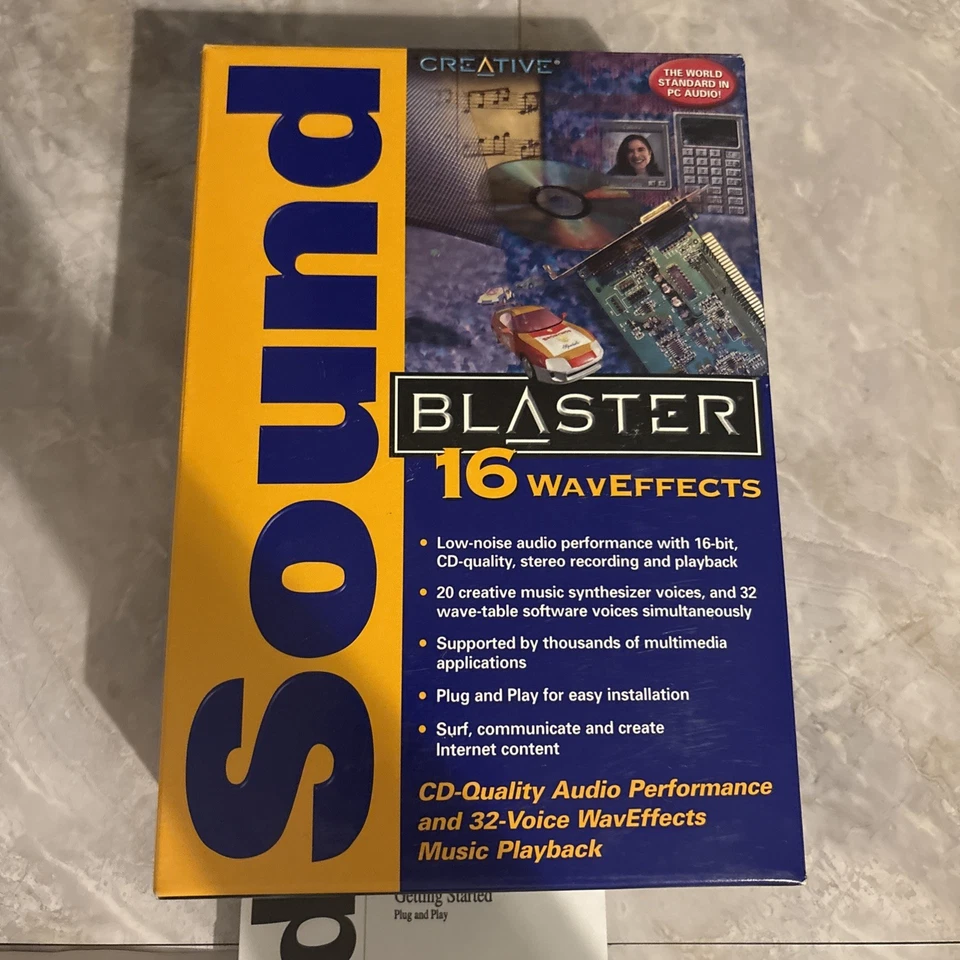 Sound
CREATIVE®
THE WORLD
STANDARD IN
PC AUDIO!
BLASTER
16 WAVEFFECTS
• Low-noise audio performance with 16-bit,
CD-quality, stereo recording and playback
• 20 creative music synthesizer voices, and 32
wave-table software voices simultaneously
• Supported by thousands of multimedia
applications
• Plug and Play for easy installation
• Surf, communicate and create
Internet content
CD-Quality Audio Performance
and 32-Voice WavEffects
Music Playback
Getting Started
Plug and Play